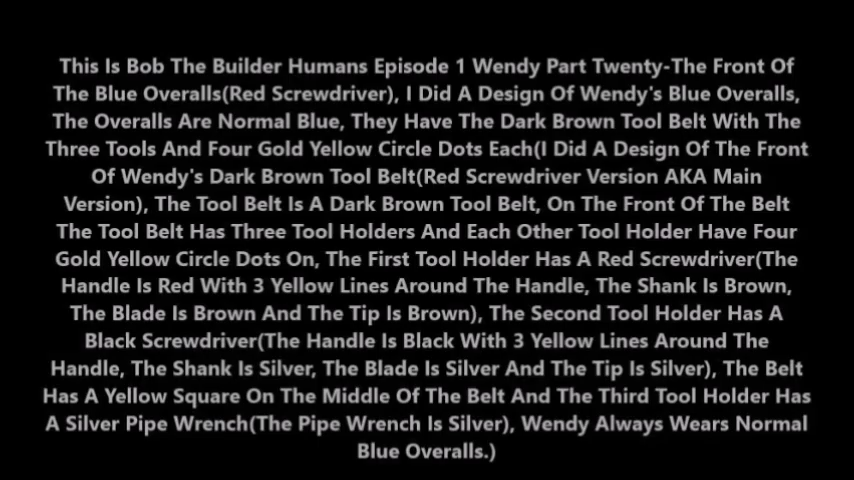 This Is Bob The Builder Humans Episode 1 Wendy Part Twenty-The Front Of
The Blue Overalls(Red Screwdriver), I Did A Design Of Wendy's Blue Overalls,
The Overalls Are Normal Blue, They Have The Dark Brown Tool Belt With The
Three Tools And Four Gold Yellow Circle Dots Each(I Did A Design Of The Front
Of Wendy's Dark Brown Tool Belt(Red Screwdriver Version AKA Main
Version), The Tool Belt Is A Dark Brown Tool Belt, On The Front Of The Belt
The Tool Belt Has Three Tool Holders And Each Other Tool Holder Have Four
Gold Yellow Circle Dots On, The First Tool Holder Has A Red Screwdriver(The
Handle Is Red With 3 Yellow Lines Around The Handle, The Shank Is Brown,
The Blade Is Brown And The Tip Is Brown), The Second Tool Holder Has A
Black Screwdriver(The Handle Is Black With 3 Yellow Lines Around The
Handle, The Shank Is Silver, The Blade Is Silver And The Tip Is Silver), The Belt
Has A Yellow Square On The Middle Of The Belt And The Third Tool Holder Has
A Silver Pipe Wrench(The Pipe Wrench Is Silver), Wendy Always Wears Normal
Blue Overalls.)